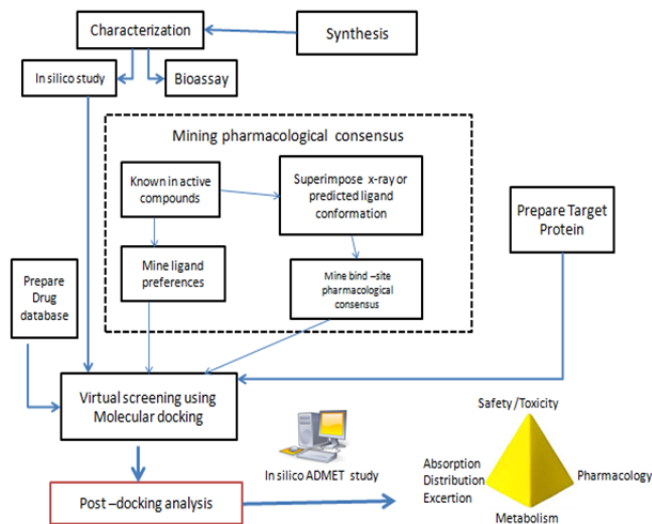 Characterization
Synthesis
In silico study
Bioassay
Mining pharmacological consensus
Known in active
compounds
Superimpose x-ray or
predicted ligand
conformation
Prepare Target
Protein
Mine ligand
preferences
Mine bind –site
pharmacological
consensus
Prepare
Drug
database
Virtual screening using
Molecular docking
In silico ADMET study
Post –docking analysis
Safety /Toxicity
Absorption
Distribution
Excertion
Pharmacology
Metabolism